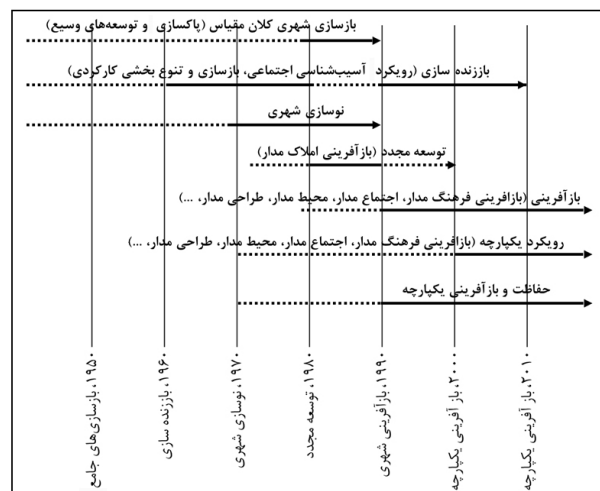 بازسازی شهری کلان مقیاس (پاکسازی و توسعه‌های وسیع)
باززنده سازی (رویکرد آسیب‌شناسی اجتماعی، بازسازی و تنوع بخشی کارکردی)
نوسازی شهری
توسعه مجدد (بازآفرینی املاک مدار)
بازآفرینی (بازافرینی فرهنگ مدار، اجتماع مدار، محیط مدار، طراحی مدار، ...)
رویکرد یکپارچه (بازافرینی فرهنگ مدار، اجتماع مدار، محیط مدار، طراحی مدار، ...)
حفاظت و بازآفرینی یکپارچه
۱۹۵۰، بازسازی‌های جامع
۱۹۶۰، باززنده سازی
۱۹۷۰، نوسازی شهری
۱۹۸۰، توسعه مجدد
۱۹۹۰، بازآفرینی شهری
۲۰۰۰، باز آفرینی یکپارچه
۲۰۱۰، باز آفرینی یکپارچه